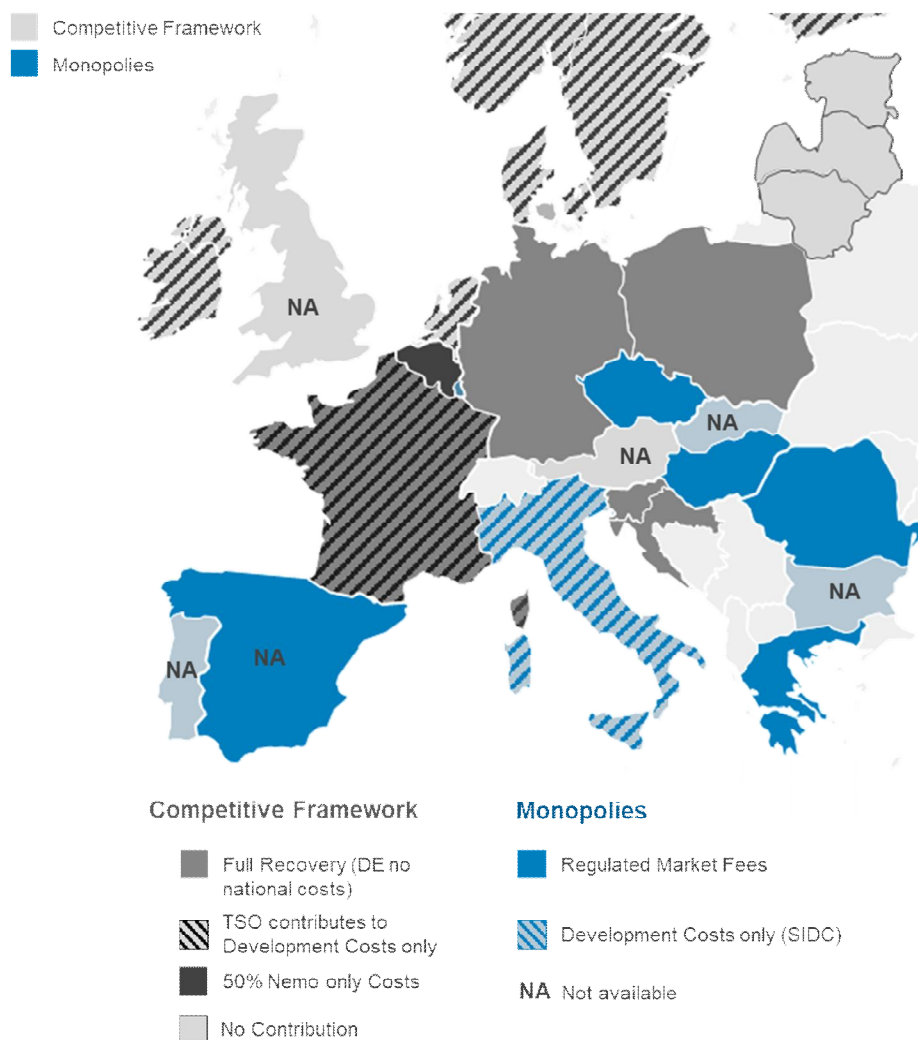 Competitive Framework
Monopolies
NA
NA
NA
NA
NA
NA
Competitive Framework
Monopolies
Full Recovery (DE no
national costs)
Regulated Market Fees
TSO contributes to
Development Costs only
Development Costs only (SIDC)
50% Nemo only Costs
NA Not available
No Contribution